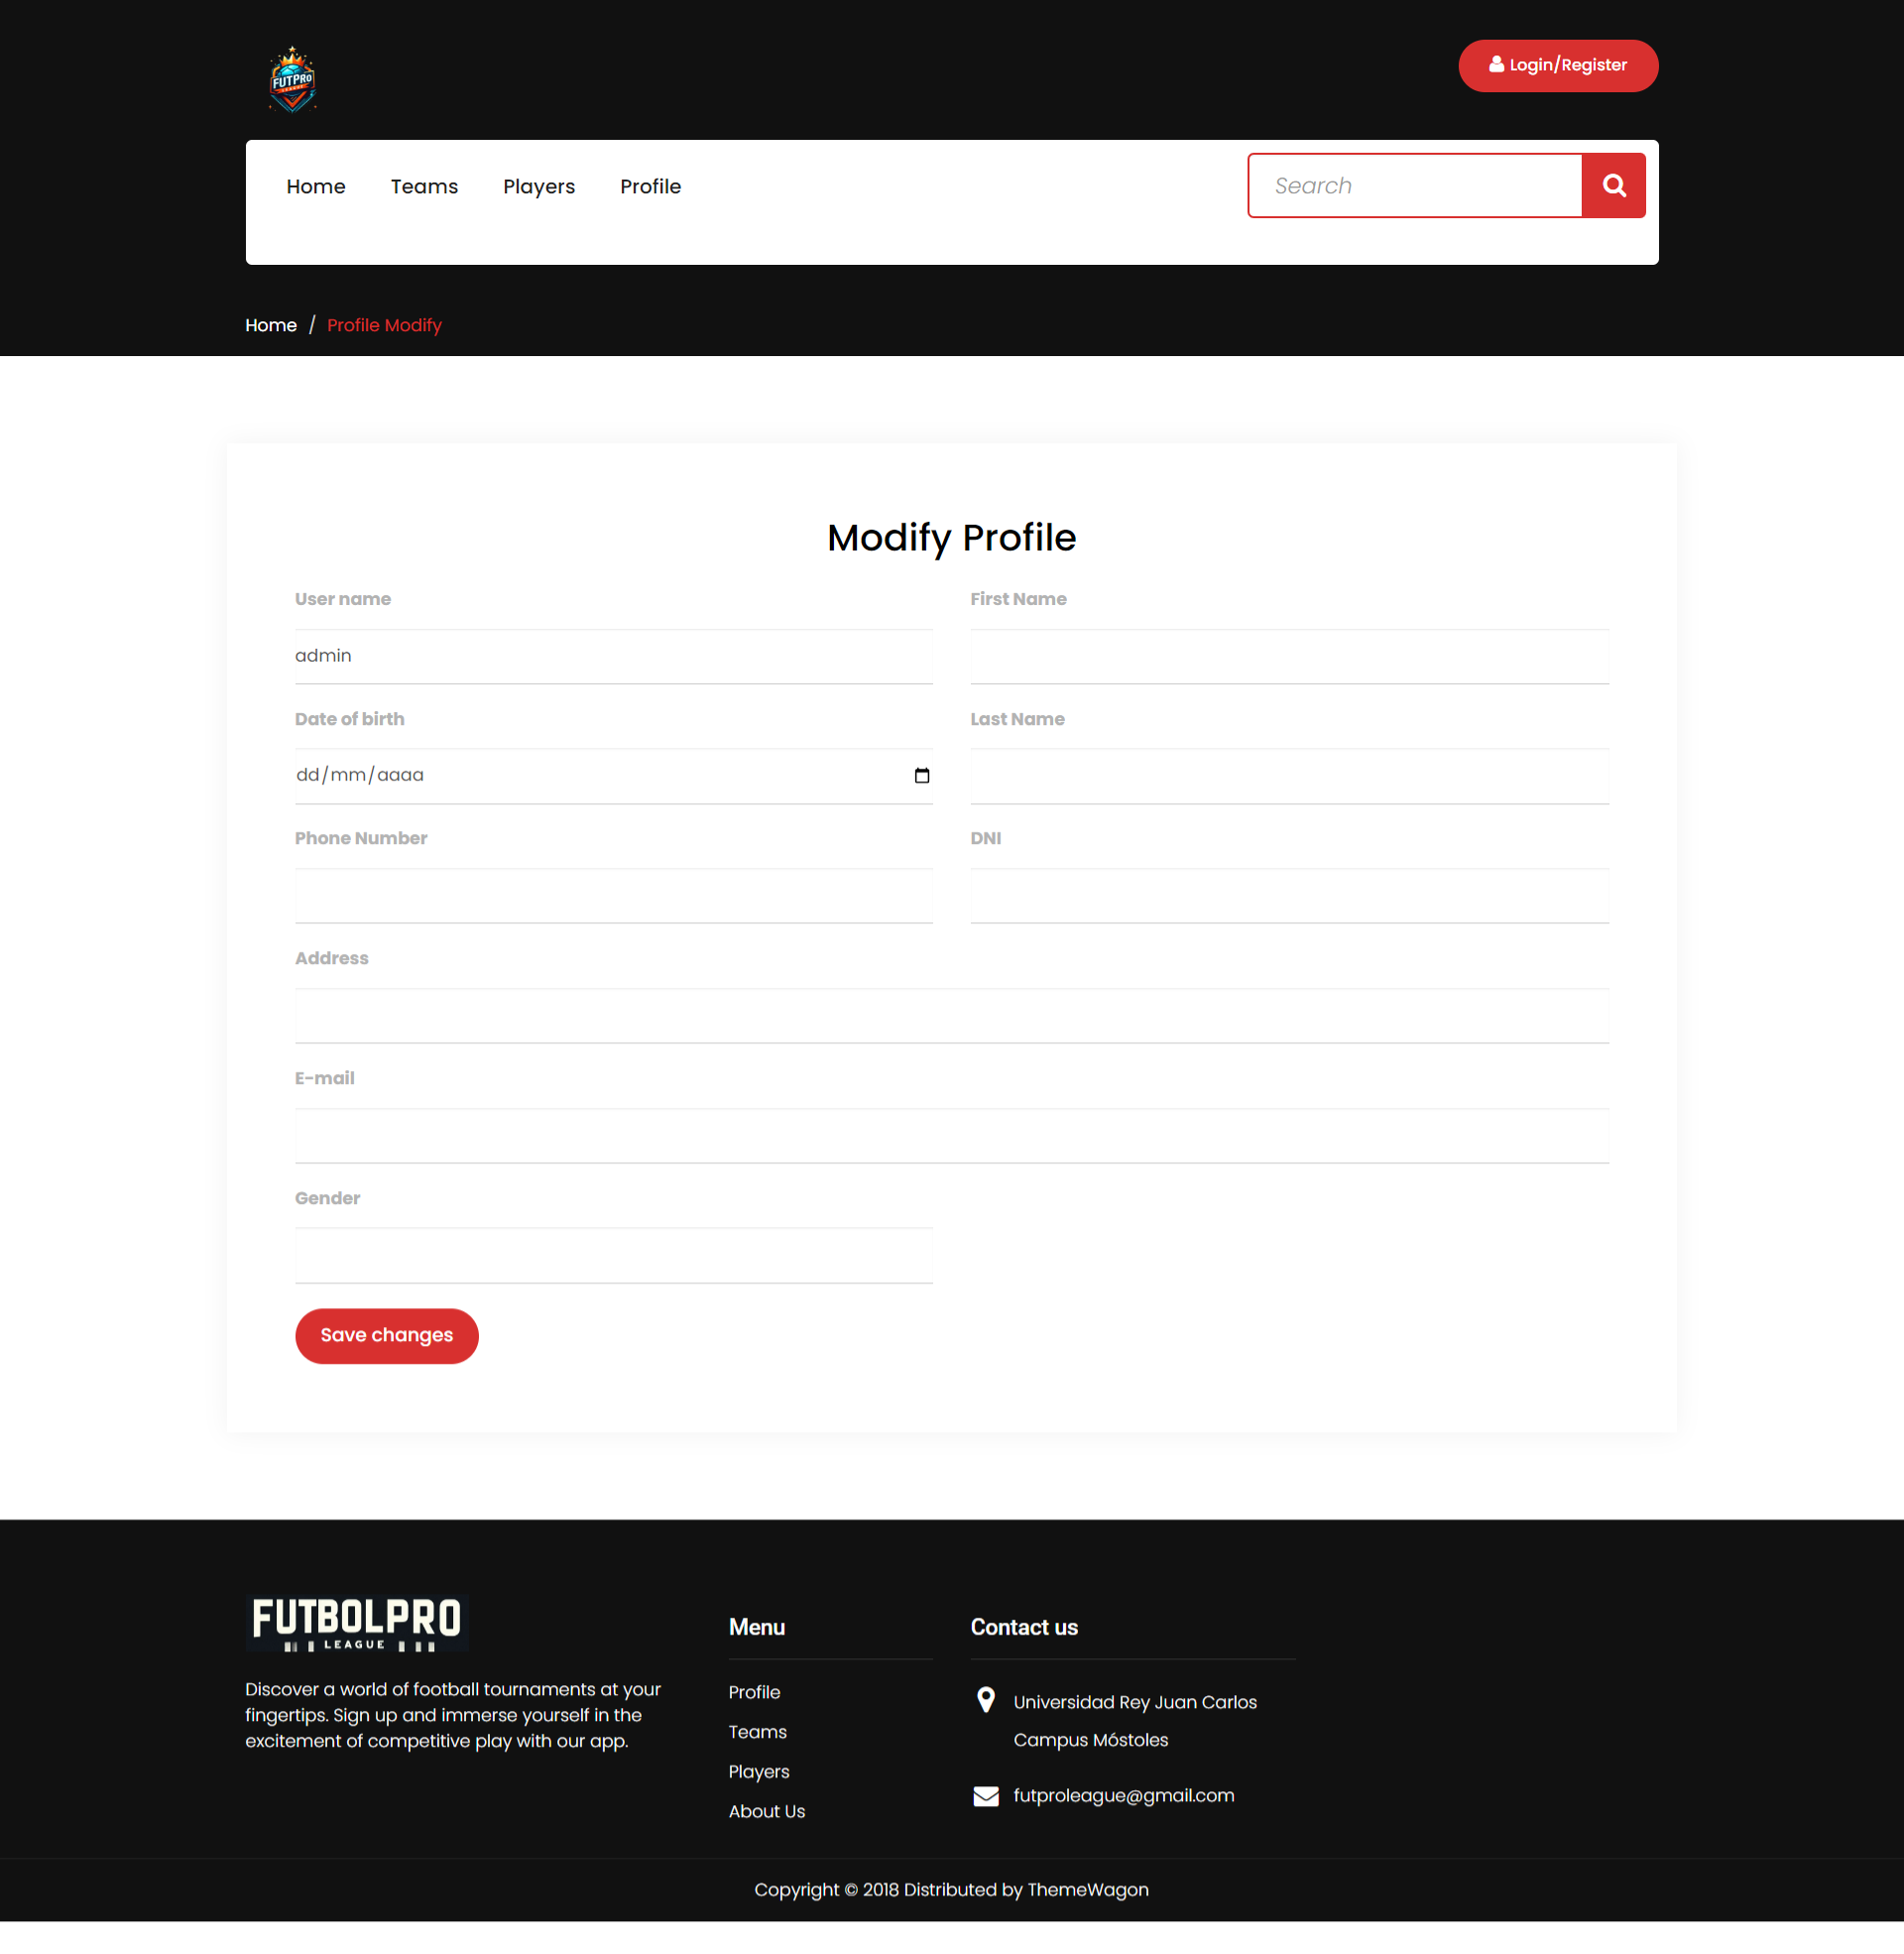 FUTPRO
LEAGUE
Login/Register
Home Teams Players Profile
Search
Home / Profile Modify
Modify Profile
User name
First Name
admin
Date of birth
Last Name
dd/mm/aaaa
Phone Number
DNI
Address
E-mail
Gender
Save changes
FUTBOLPRO
LEAGUE
Discover a world of football tournaments at your
fingertips. Sign up and immerse yourself in the
excitement of competitive play with our app.
Menu
Profile
Teams
Players
About Us
Contact us
Universidad Rey Juan Carlos
Campus Móstoles
futproleague@gmail.com
Copyright © 2018 Distributed by ThemeWagon